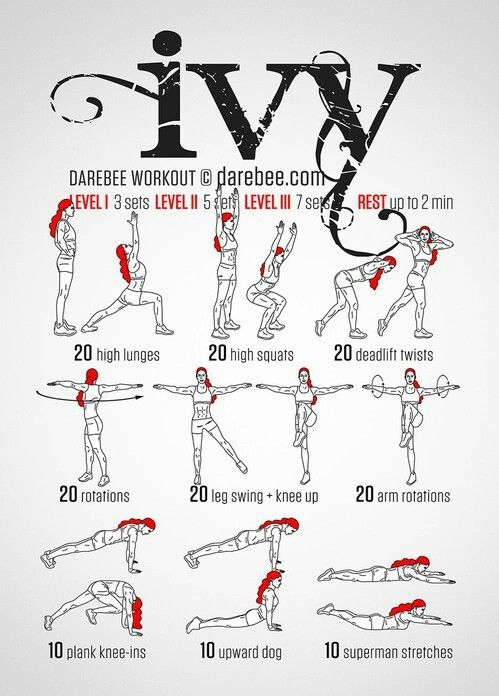 ivy
DAREBEE WORKOUT © darebee.com
LEVEL I 3 sets LEVEL II 5 sets LEVEL III 7 sets REST up to 2 min
20 high lunges 20 high squats 20 deadlift twists
20 rotations 20 leg swing + knee up 20 arm rotations
10 plank knee-ins 10 upward dog 10 superman stretches